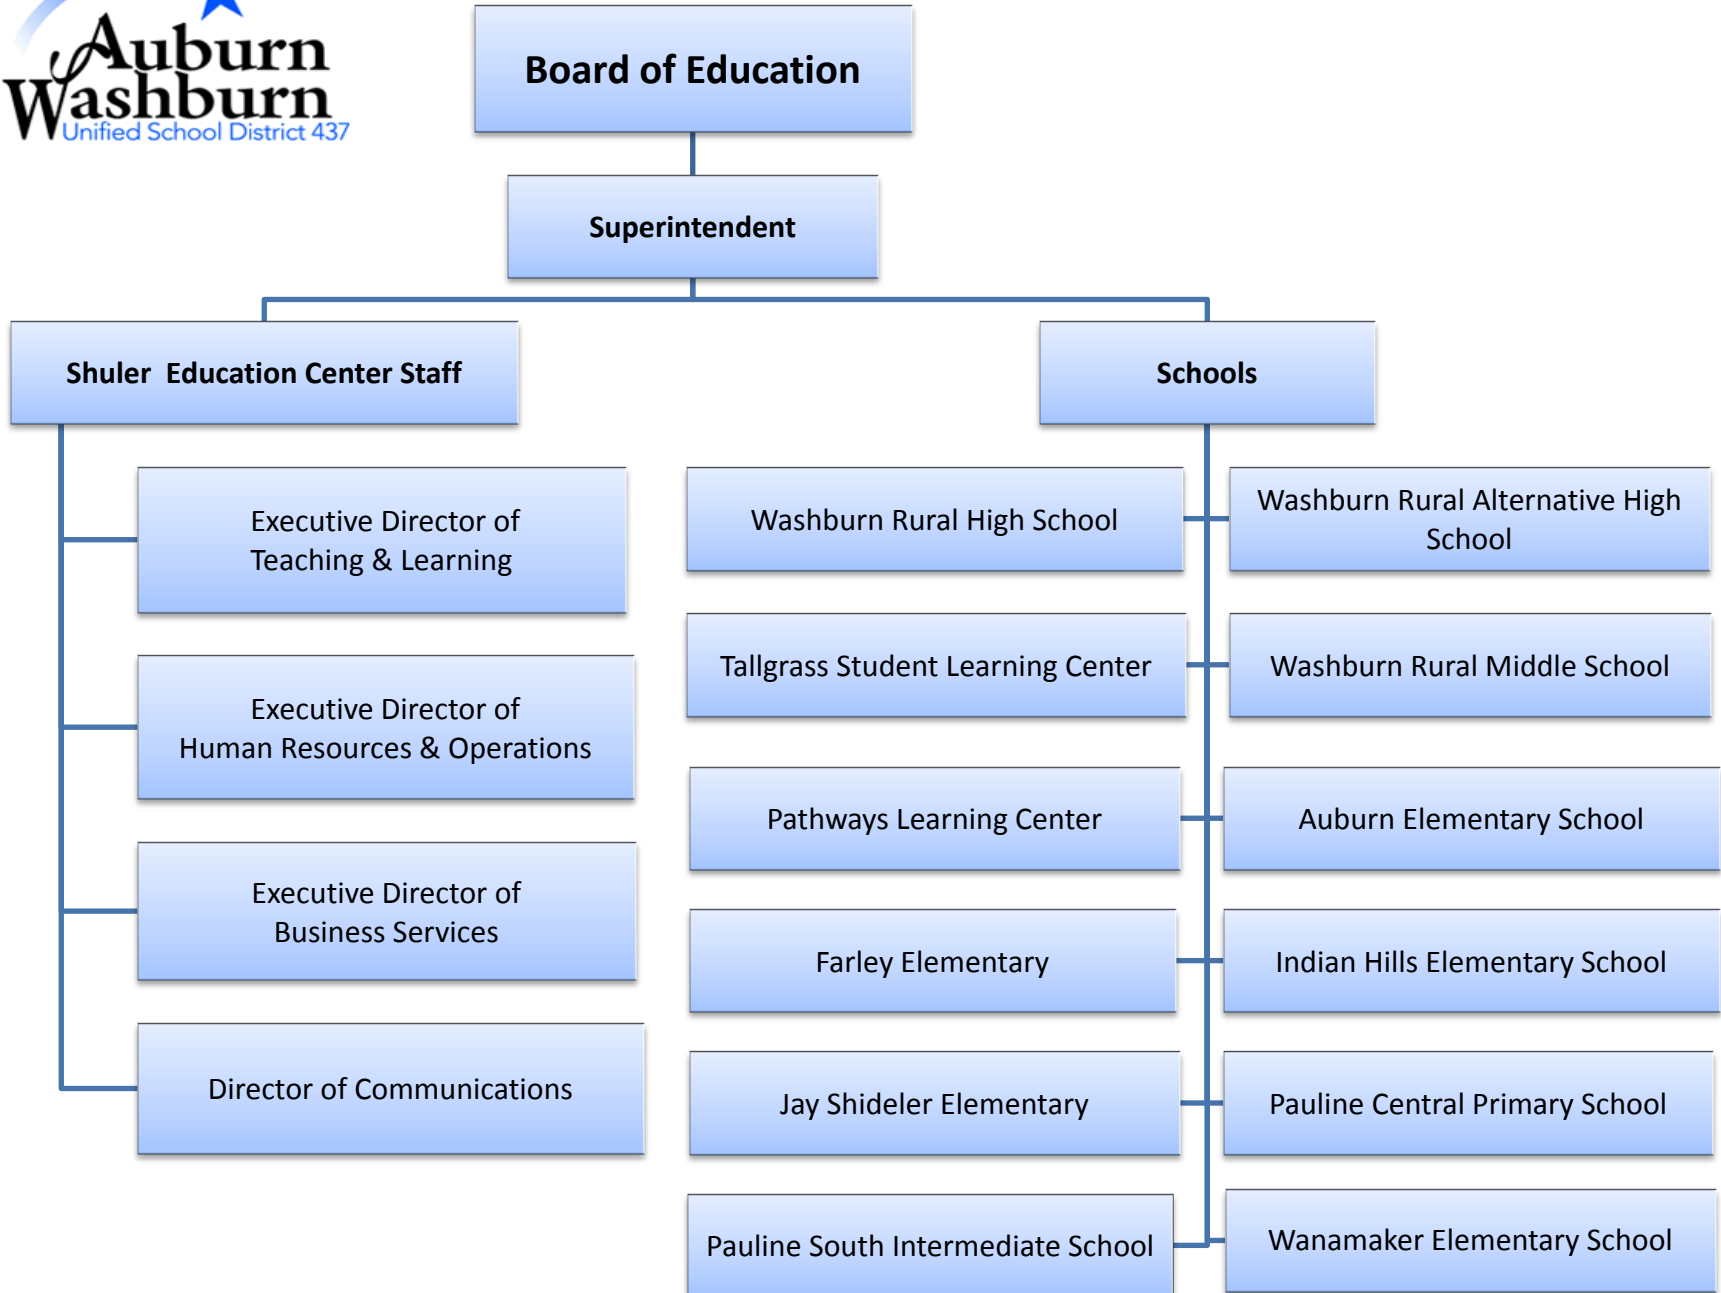 Auburn
Washburn
Unified School District 437
Board of Education
Superintendent
Shuler Education Center Staff
Schools
Executive Director of
Teaching & Learning
Executive Director of
Human Resources & Operations
Executive Director of
Business Services
Director of Communications
Washburn Rural High School
Washburn Rural Alternative High
School
Tallgrass Student Learning Center
Washburn Rural Middle School
Pathways Learning Center
Auburn Elementary School
Farley Elementary
Indian Hills Elementary School
Jay Shideler Elementary
Pauline Central Primary School
Pauline South Intermediate School
Wanamaker Elementary School